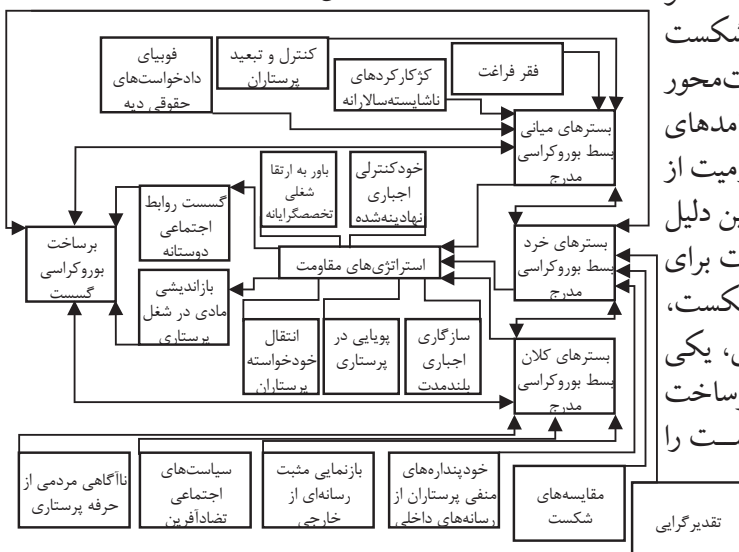 شکست
ت‌محور
مدهای
ومیت از
ین دلیل
ت برای
کست،
ں، یکی
وساخت
ـت را
فوبیای
دادخواست‌های
حقوقی دیه
کنترل و تبعید
پرستاران
کژکارکردهای
ناشایسته‌سالارانه
فقر فراغت
بسترهای میانی
بسط بوروکراسی
مدرج
باور به ارتقا
شغلی
تخصصگرایانه
خودکنترلی
اجباری
نهادینه‌شده
گسست روابط
اجتماعی
دوستانه
برساخت
بوروکراسی
گسست
استراتژی‌های مقاومت
بسترهای خرد
بسط بوروکراسی
مدرج
بازاندیشی
مادی در شغل
پرستاری
انتقال
خودخواسته
پرستاران
پویایی در
پرستاری
سازگاری
اجباری
بلندمدت
بسترهای کلان
بسط بوروکراسی
مدرج
ناآگاهی مردمی از
حرفه پرستاری
سیاست‌های
اجتماعی
تضادآفرین
بازنمایی مثبت
رسانه‌ای از
خارجی
خودپنداره‌های
منفی پرستاران از
رسانه‌های داخلی
مقایسه‌های
شکست
تقدیرگرایی